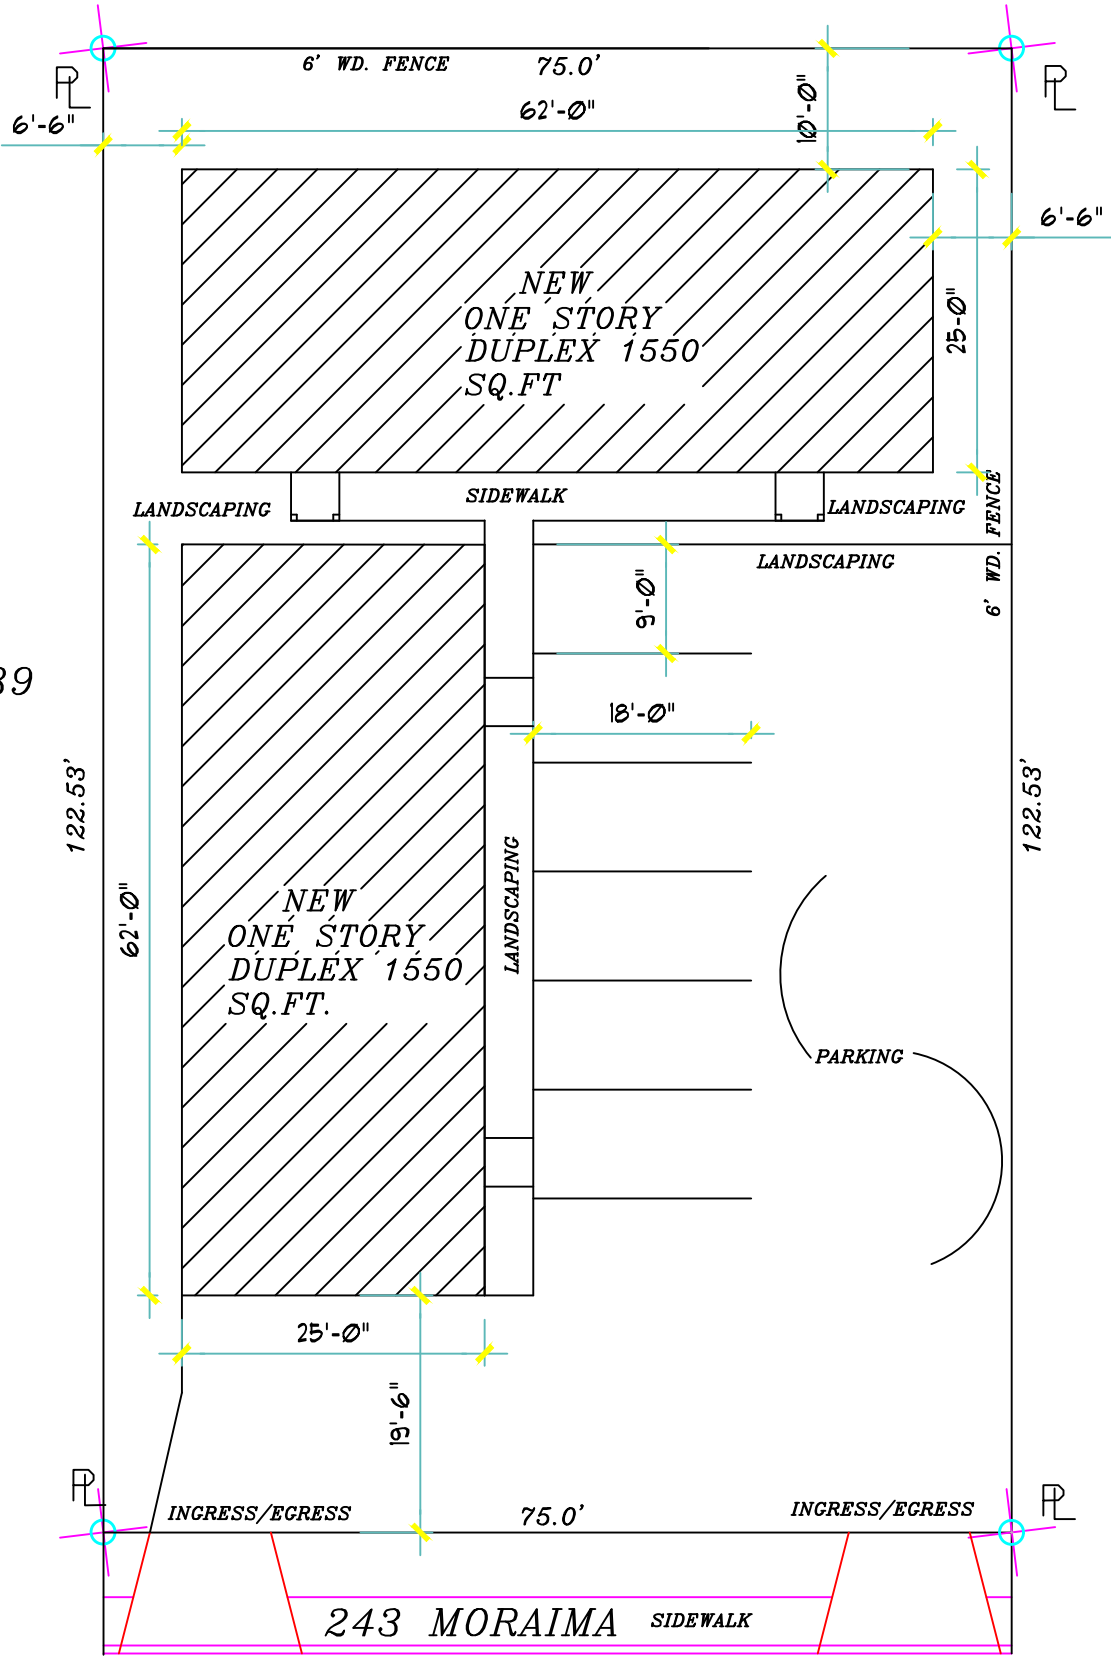 6' WD. FENCE
75.0'
PL
PL
62'-0"
10'-0"
6'-6"
6'-6"
NEW
ONE STORY
DUPLEX 1550
SQ.FT
25-0"
SIDEWALK
LANDSCAPING
LANDSCAPING
6' WD. FENCE
LANDSCAPING
9'-0"
18'-0"
122.53'
122.53'
62'-0"
LANDSCAPING
NEW
ONE STORY
DUPLEX 1550
SQ.FT.
PARKING
25'-0"
19'-6"
PL
PL
INGRESS/EGRESS
75.0'
INGRESS/EGRESS
243 MORAIMA
SIDEWALK